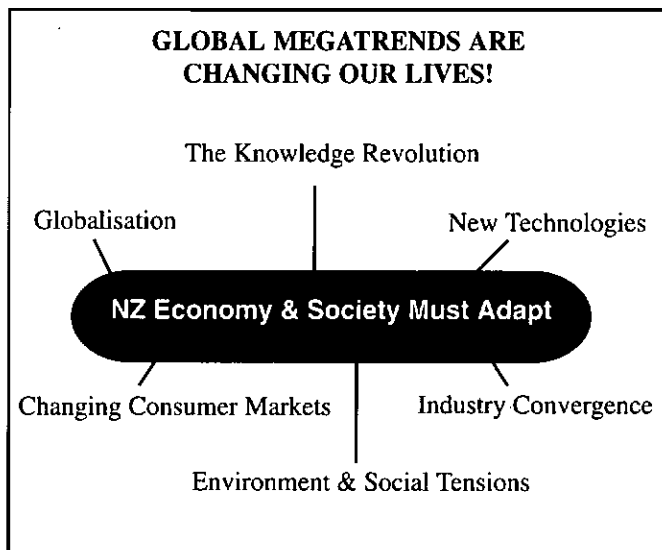 GLOBAL MEGATRENDS ARE
CHANGING OUR LIVES!
The Knowledge Revolution
Globalisation
New Technologies
NZ Economy & Society Must Adapt
Changing Consumer Markets
Industry Convergence
Environment & Social Tensions